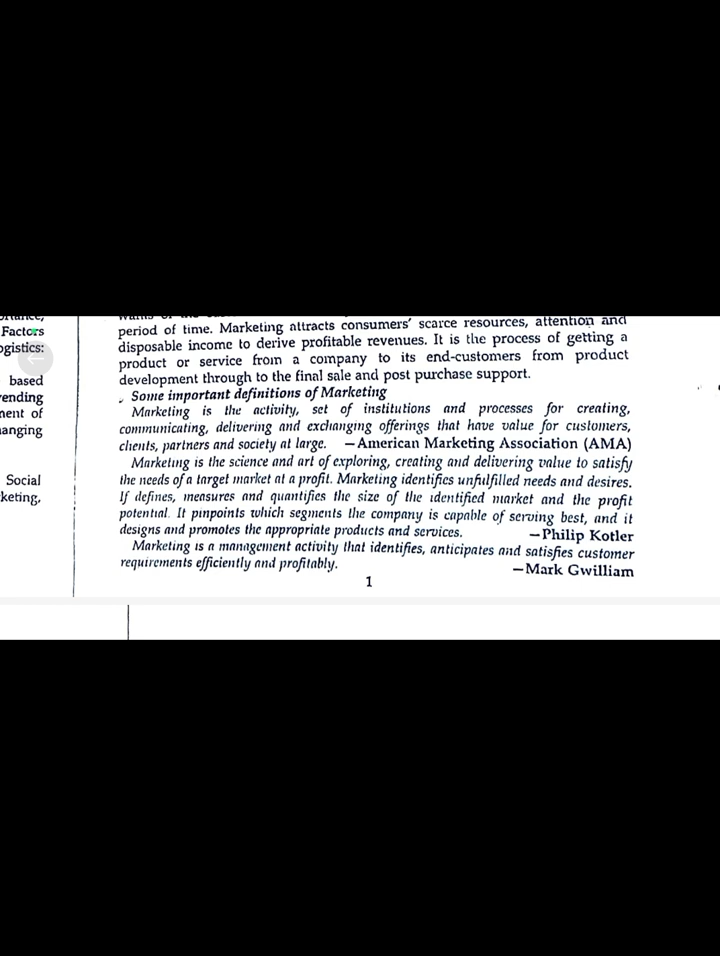 Factors
ogistics:
based
ending
nent of
anging
Social
keting,
period of time. Marketing attracts consumers' scarce resources, attention and
disposable income to derive profitable revenues. It is the process of getting a
product or service from a company to its end-customers from product
development through to the final sale and post purchase support.
Some important definitions of Marketing
Marketing is the activity, set of institutions and processes for creating,
communicating, delivering and exchanging offerings that have value for customers,
clients, partners and society at large. —American Marketing Association (AMA)
Marketing is the science and art of exploring, creating and delivering value to satisfy
the needs of a target market at a profit. Marketing identifies unfulfilled needs and desires.
If defines, measures and quantifies the size of the identified market and the profit
potential. It pinpoints which segments the company is capable of serving best, and it
designs and promotes the appropriate products and services. —Philip Kotler
Marketing is a management activity that identifies, anticipates and satisfies customer
requirements efficiently and profitably. —Mark Gwilliam
1